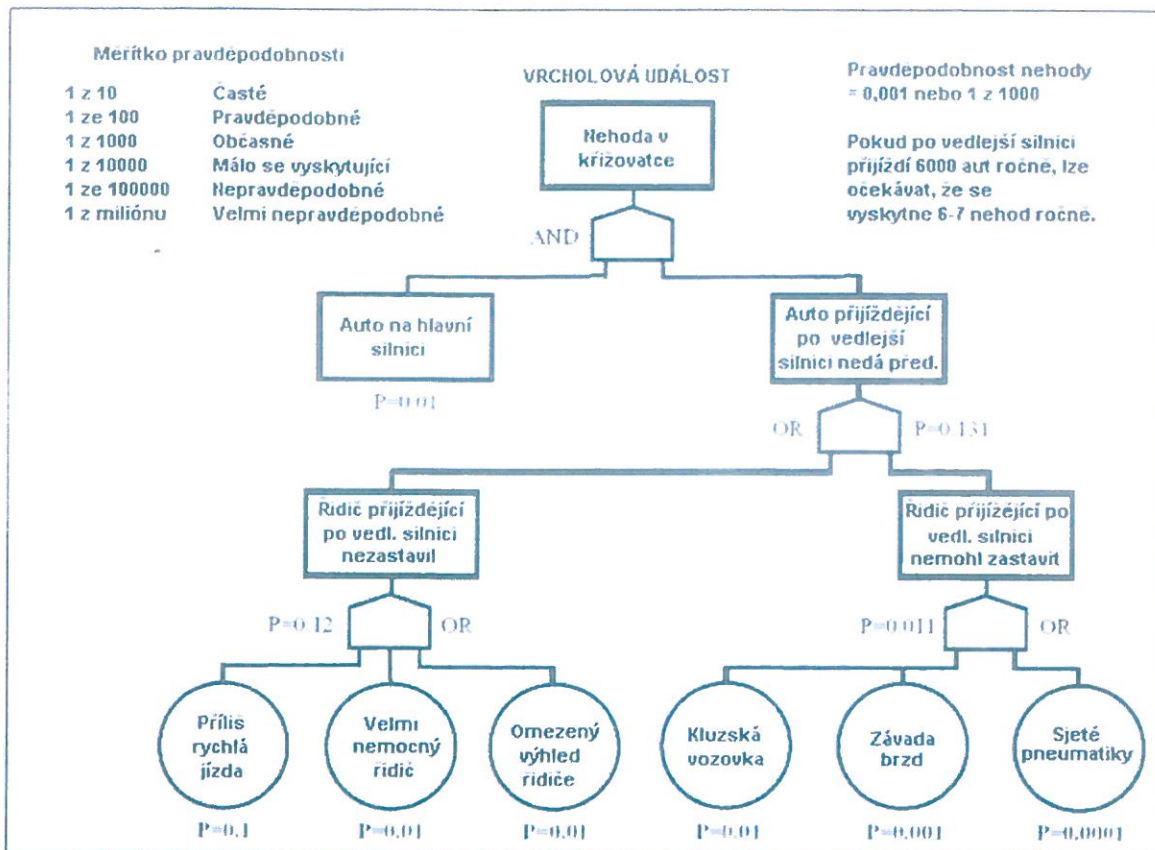 Měřítko pravděpodobnosti
1 z 10 Časté
1 ze 100 Pravděpodobné
1 z 1000 Občasné
1 z 10000 Málo se vyskytující
1 ze 100000 Nepravděpodobné
1 z miliónu Velmi nepravděpodobné
VRCHOLOVÁ UDÁLOST
Nehoda v
křižovatce
Pravděpodobnost nehody
= 0,001 nebo 1 z 1000
Pokud po vedlejší silnici
přijíždí 6000 aut ročně, lze
očekávat, že se
vyskytne 6-7 nehod ročně.
AND
Auto na hlavní
silnici
P=0.01
Auto přijíždějící
po vedlejší
silnici nedá před.
OR
P=0.131
Řidič přijíždějící
po vedl. silnici
nezastavil
P=0.12
OR
Řidič přijížéjící po
vedl. silnici
nemohl zastavit
P=0.011
OR
Příliš
rychlá
jízda
P=0.1
Velmi
nemocný
řidič
P=0.01
Omezený
výhled
řidiče
P=0.01
Kluzská
vozovka
P=0.01
Závada
brzd
P=0.001
Sjeté
pneumatiky
P=0.0001